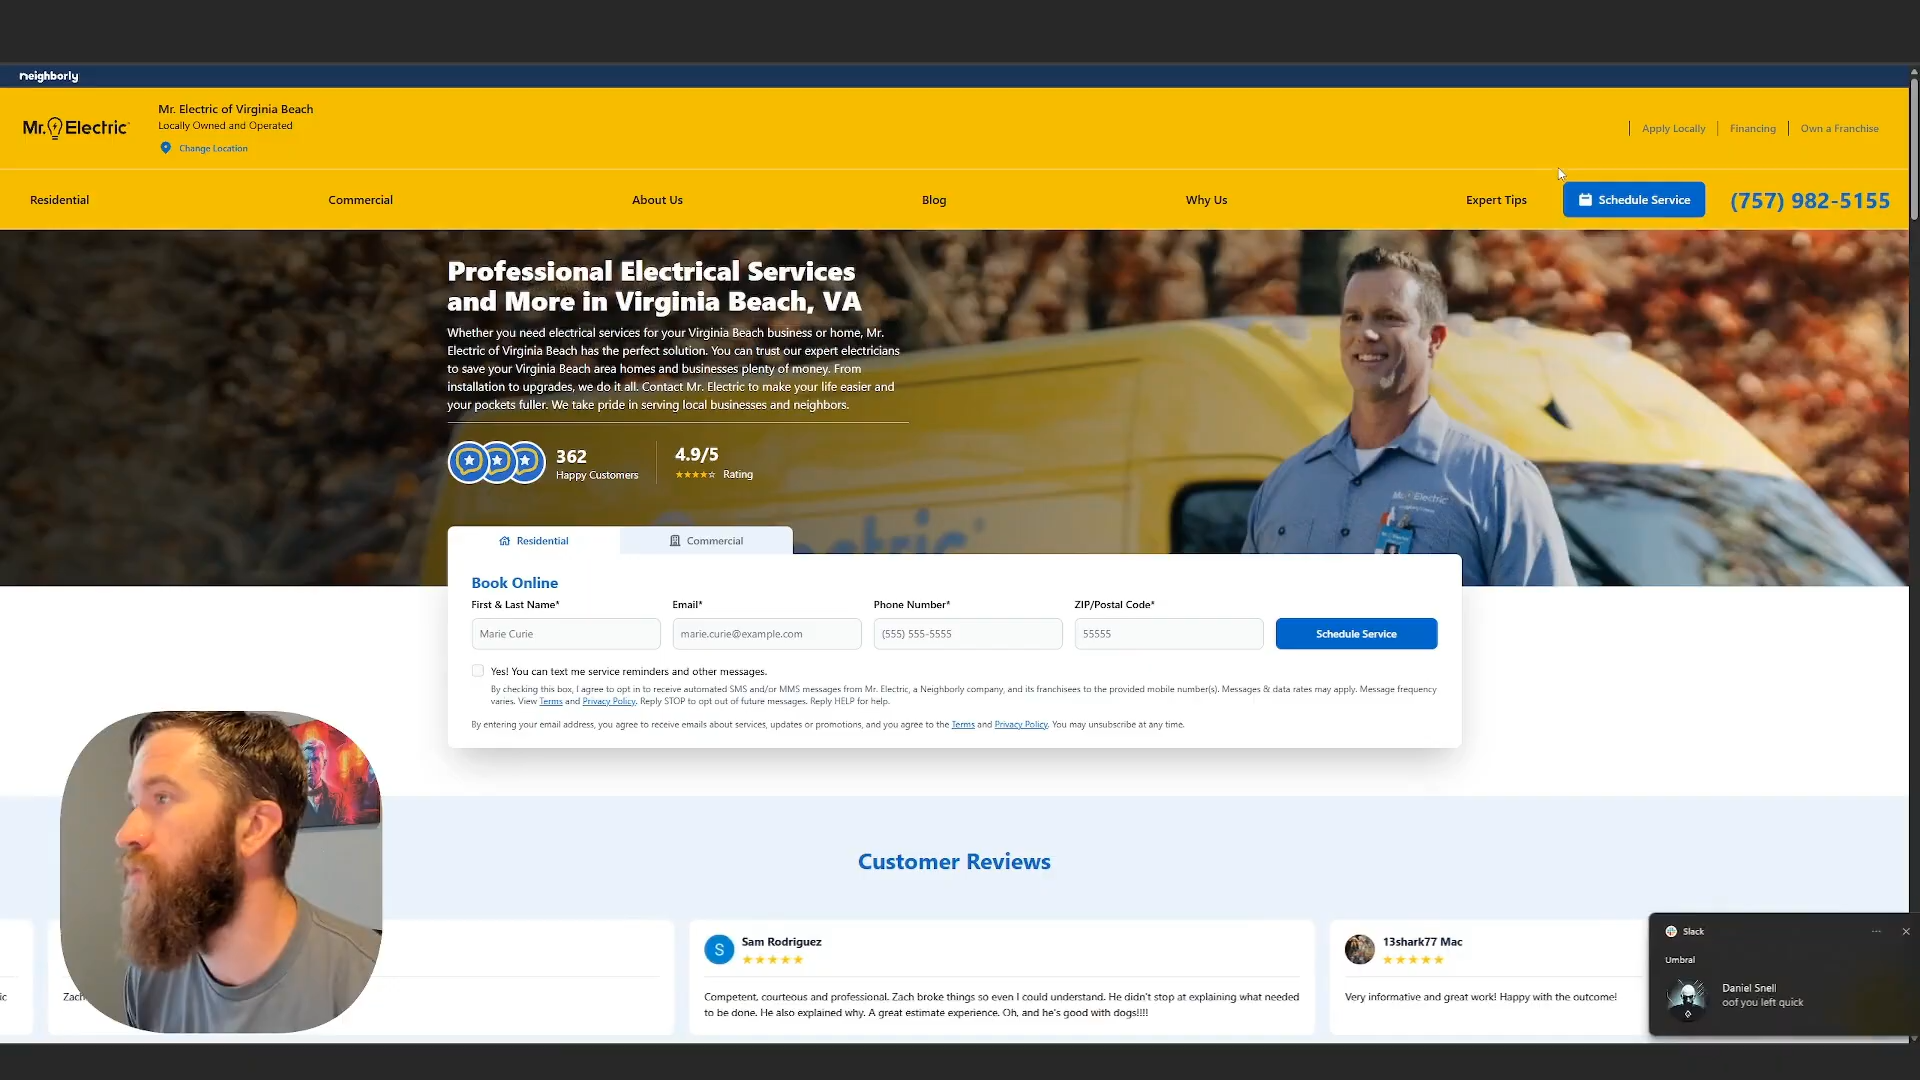 neighborly
Mr. Electric
Mr. Electric of Virginia Beach
Locally Owned and Operated
Change Location
Apply Locally
Financing
Own a Franchise
Residential
Commercial
About Us
Blog
Why Us
Expert Tips
Schedule Service
(757) 982-5155
Professional Electrical Services
and More in Virginia Beach, VA
Whether you need electrical services for your Virginia Beach business or home, Mr.
Electric of Virginia Beach has the perfect solution. You can trust our expert electricians
to save your Virginia Beach area homes and businesses plenty of money. From
installation to upgrades, we do it all. Contact Mr. Electric to make your life easier and
your pockets fuller. We take pride in serving local businesses and neighbors.
362
Happy Customers
4.9/5
Rating
Residential
Commercial
Book Online
First & Last Name*
Email*
Phone Number*
ZIP/Postal Code*
Marie Curie
marie.curie@example.com
(555) 555-5555
55555
Schedule Service
Yes! You can text me service reminders and other messages.
By checking this box, I agree to opt in to receive automated SMS and/or MMS messages from Mr. Electric, a Neighborly company, and its franchisees to the provided mobile number(s). Messages & data rates may apply. Message frequency
varies. View Terms and Privacy Policy. Reply STOP to opt out of future messages. Reply HELP for help.
By entering your email address, you agree to receive emails about services, updates or promotions, and you agree to the Terms and Privacy Policy. You may unsubscribe at any time.
Customer Reviews
ic
Zach
S
Sam Rodriguez
Competent, courteous and professional. Zach broke things so even I could understand. He didn't stop at explaining what needed
to be done. He also explained why. A great estimate experience. Oh, and he's good with dogs!!!!
13shark77 Mac
Very informative and great work! Happy with the outcome!
Slack
Umbral
Daniel Snell
oof you left quick